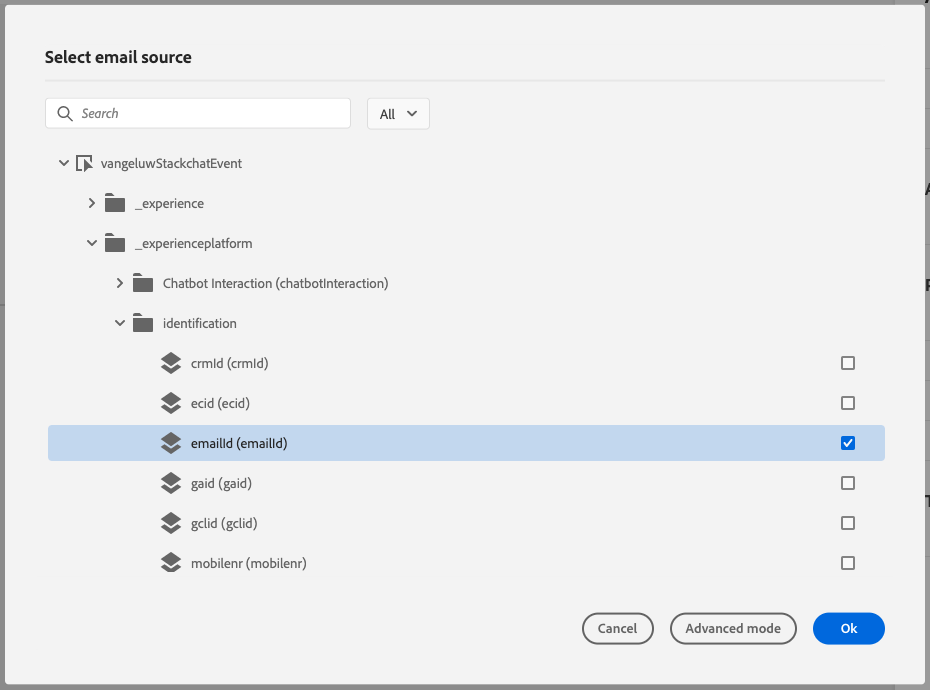 Select email source
Search
All
vangeluwStackchatEvent
_experience
_experienceplatform
Chatbot Interaction (chatbotInteraction)
identification
crmId (crmId)
ecid (ecid)
emailId (emailId)
gaid (gaid)
gclid (gclid)
mobilenr (mobilenr)
Cancel
Advanced mode
Ok